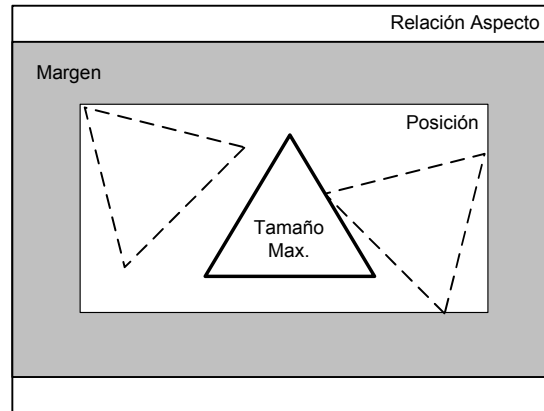 Relación Aspecto
Margen
Posición
Tamaño
Max.